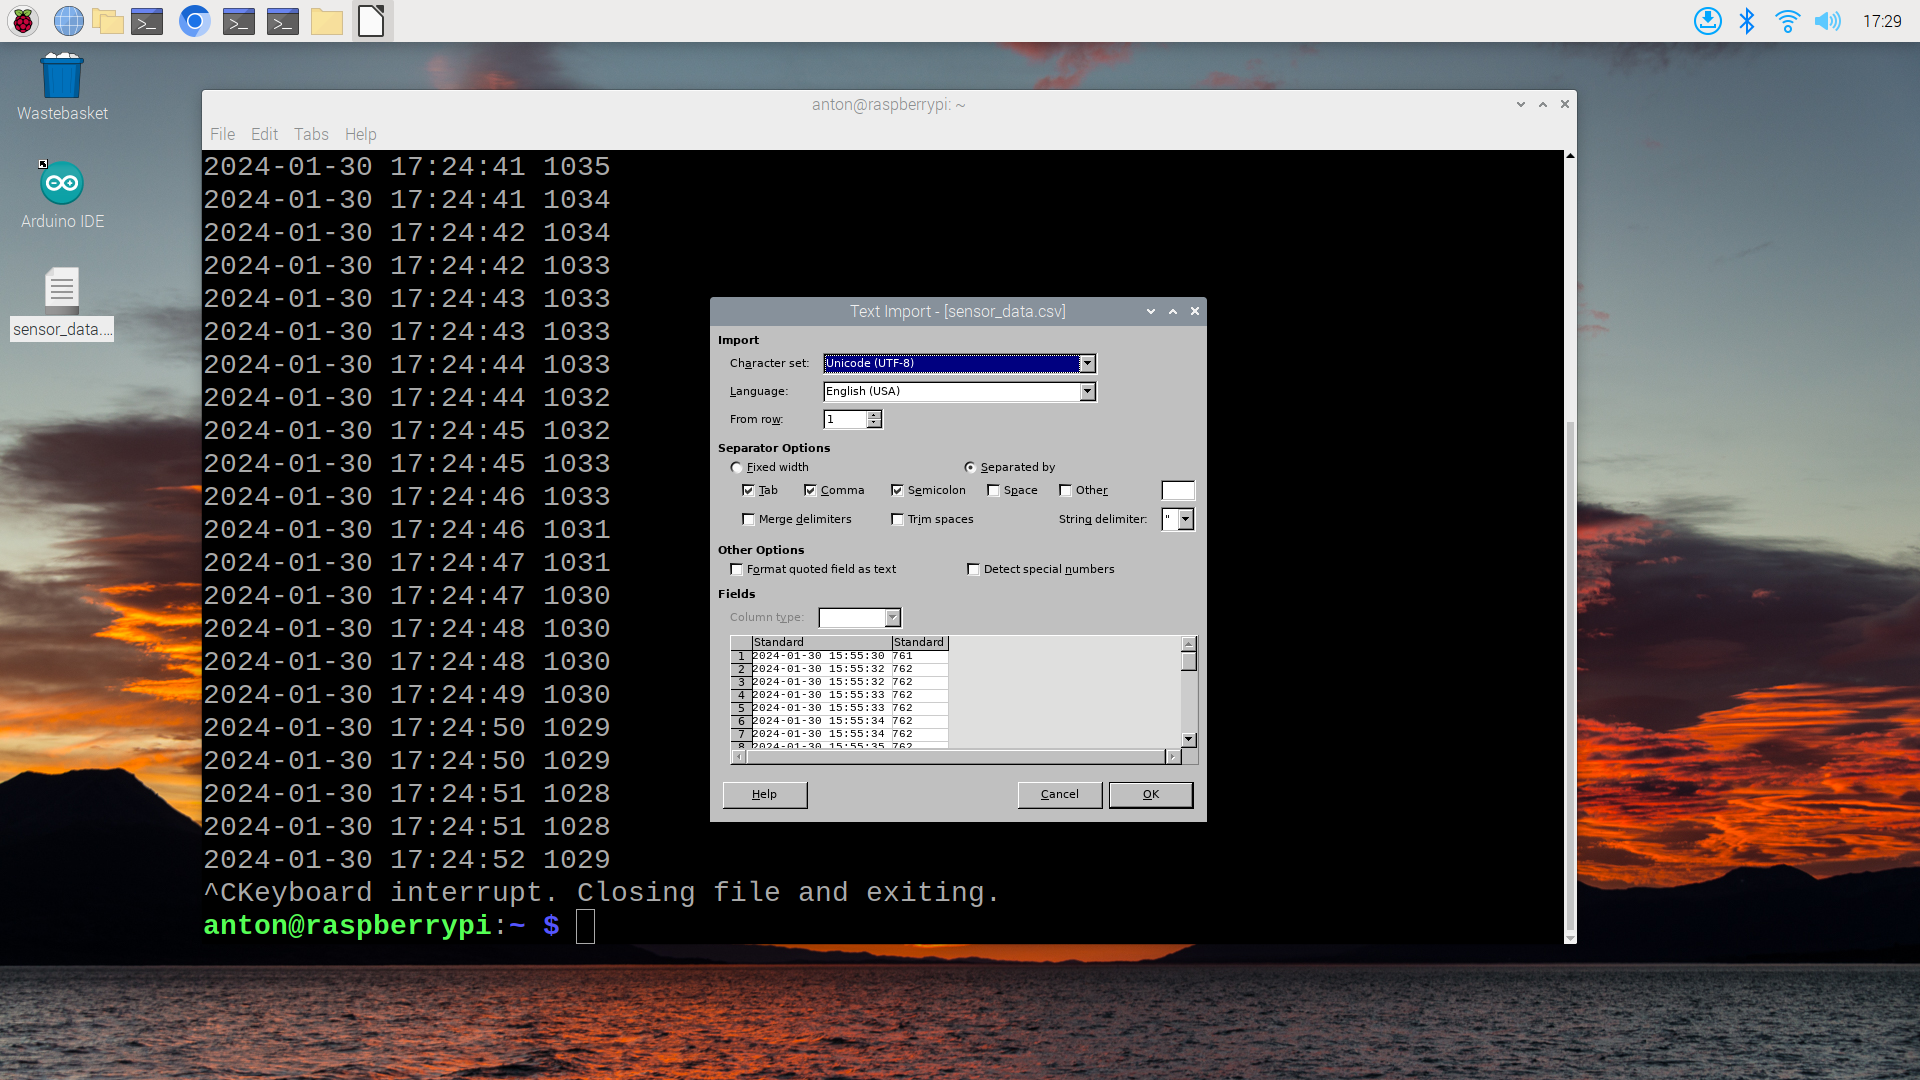 17:29
Wastebasket
Arduino IDE
sensor_data....
anton@raspberrypi: ~
File Edit Tabs Help
2024-01-30 17:24:41 1035
2024-01-30 17:24:41 1034
2024-01-30 17:24:42 1034
2024-01-30 17:24:42 1033
2024-01-30 17:24:43 1033
2024-01-30 17:24:43 1033
2024-01-30 17:24:44 1033
2024-01-30 17:24:44 1032
2024-01-30 17:24:45 1032
2024-01-30 17:24:45 1033
2024-01-30 17:24:46 1033
2024-01-30 17:24:46 1031
2024-01-30 17:24:47 1031
2024-01-30 17:24:47 1030
2024-01-30 17:24:48 1030
2024-01-30 17:24:48 1030
2024-01-30 17:24:49 1030
2024-01-30 17:24:50 1029
2024-01-30 17:24:50 1029
2024-01-30 17:24:51 1028
2024-01-30 17:24:51 1028
2024-01-30 17:24:52 1029
^CKeyboard interrupt. Closing file and exiting.
anton@raspberrypi:~ $
Text Import - [sensor_data.csv]
Import
Character set: Unicode (UTF-8)
Language: English (USA)
From row: 1
Separator Options
Fixed width Separated by
Tab Comma Semicolon Space Other
Merge delimiters Trim spaces String delimiter: "
Other Options
Format quoted field as text Detect special numbers
Fields
Column type:
Standard Standard
1 2024-01-30 15:55:30 761
2 2024-01-30 15:55:32 762
3 2024-01-30 15:55:32 762
4 2024-01-30 15:55:33 762
5 2024-01-30 15:55:33 762
6 2024-01-30 15:55:34 762
7 2024-01-30 15:55:34 762
8 2024-01-30 15:55:35 762
Help Cancel OK